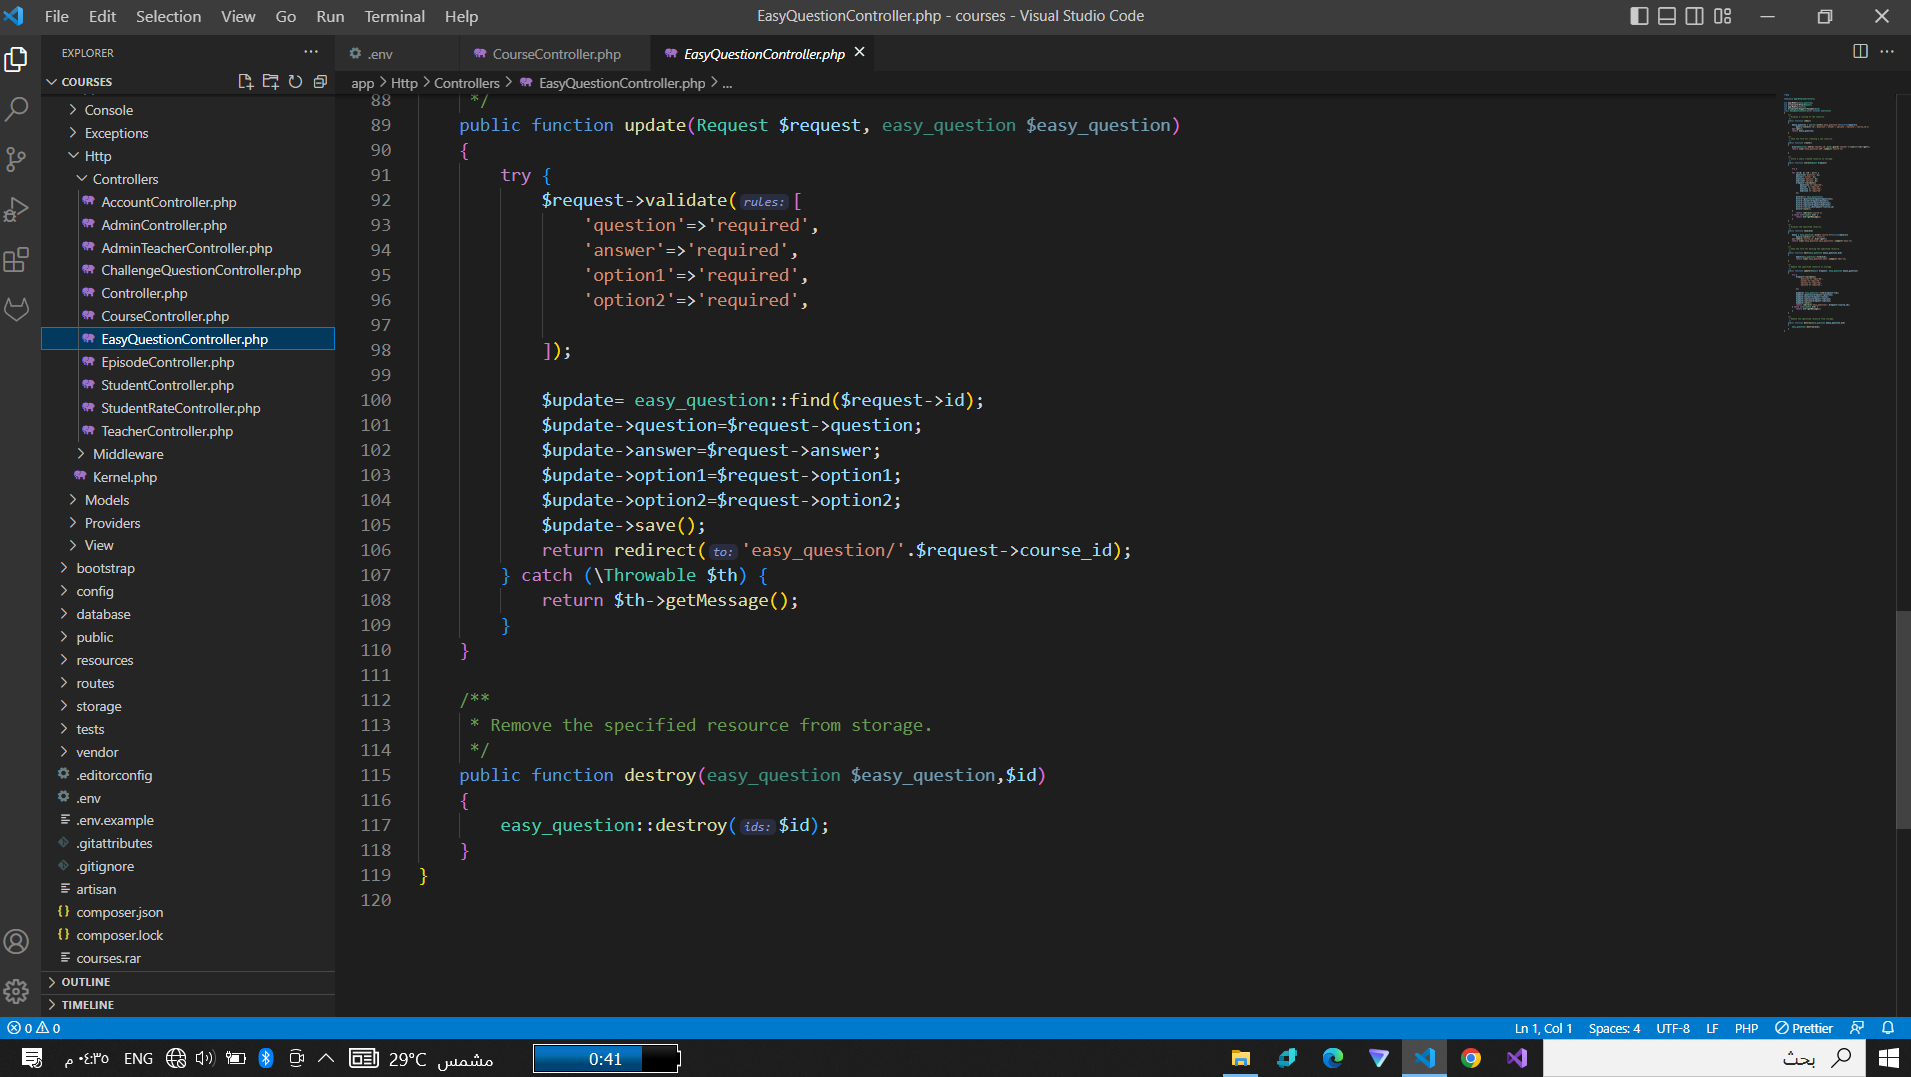 File Edit Selection View Go Run Terminal Help
EasyQuestionController.php - courses - Visual Studio Code
EXPLORER
.env
CourseController.php
EasyQuestionController.php
COURSES
app > Http > Controllers > EasyQuestionController.php > ...
Console
Exceptions
Http
Controllers
AccountController.php
AdminController.php
AdminTeacherController.php
ChallengeQuestionController.php
Controller.php
CourseController.php
EasyQuestionController.php
EpisodeController.php
StudentController.php
StudentRateController.php
TeacherController.php
Middleware
Kernel.php
Models
Providers
View
bootstrap
config
database
public
resources
routes
storage
tests
vendor
.editorconfig
.env
.env.example
.gitattributes
.gitignore
artisan
composer.json
composer.lock
courses.rar
OUTLINE
TIMELINE
88 */
89 public function update(Request $request, easy_question $easy_question)
90 {
91 try {
92 $request->validate(rules: [
93 'question'=>'required',
94 'answer'=>'required',
95 'option1'=>'required',
96 'option2'=>'required',
97
98 ]);
99
100 $update= easy_question::find($request->id);
101 $update->question=$request->question;
102 $update->answer=$request->answer;
103 $update->option1=$request->option1;
104 $update->option2=$request->option2;
105 $update->save();
106 return redirect(to: 'easy_question/'.$request->course_id);
107 } catch (\Throwable $th) {
108 return $th->getMessage();
109 }
110 }
111
112 /**
113 * Remove the specified resource from storage.
114 */
115 public function destroy(easy_question $easy_question,$id)
116 {
117 easy_question::destroy(ids: $id);
118 }
119 }
120
0 0
Ln 1, Col 1 Spaces: 4 UTF-8 LF PHP Prettier
٠٤:٣٥ م ENG
29°C مشمس
0:41
بحث